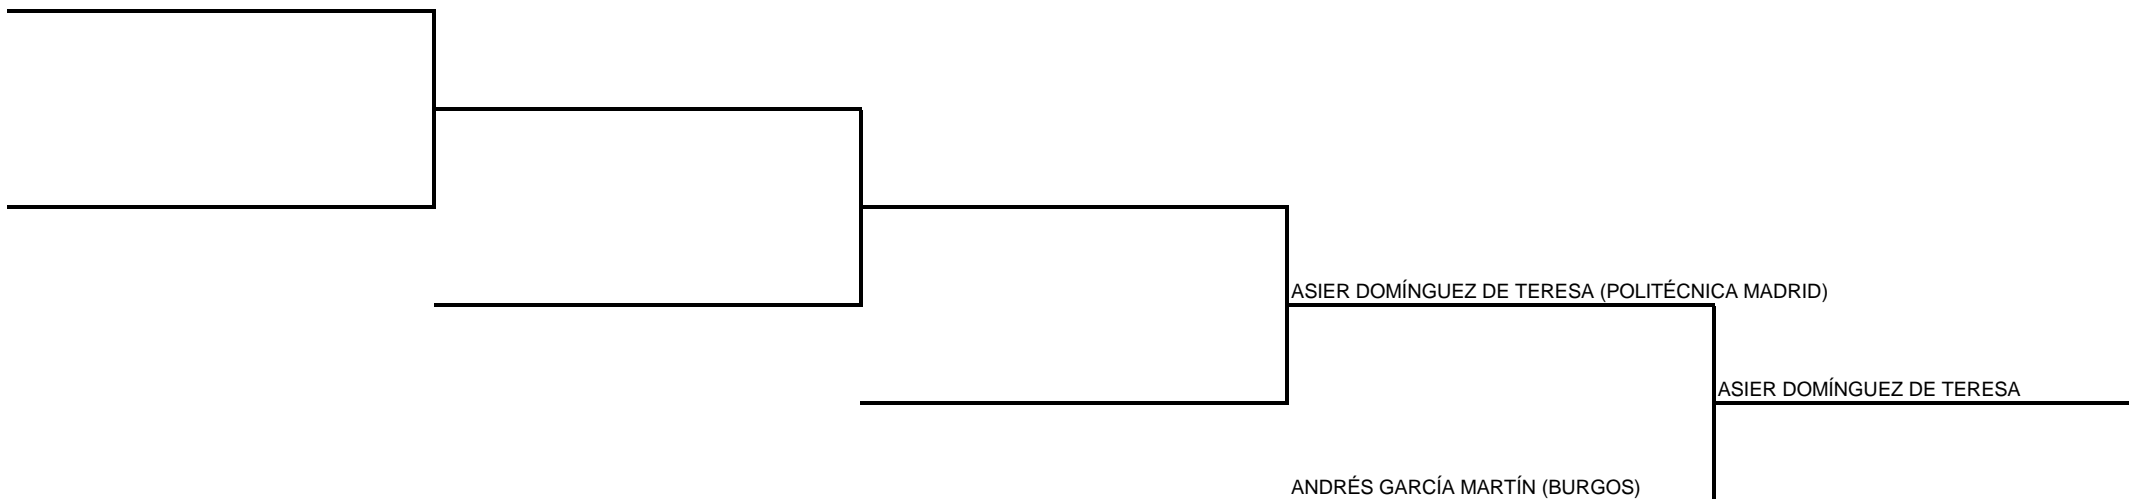 ASIER DOMÍNGUEZ DE TERESA (POLITÉCNICA MADRID)
ASIER DOMÍNGUEZ DE TERESA
ANDRÉS GARCÍA MARTÍN (BURGOS)